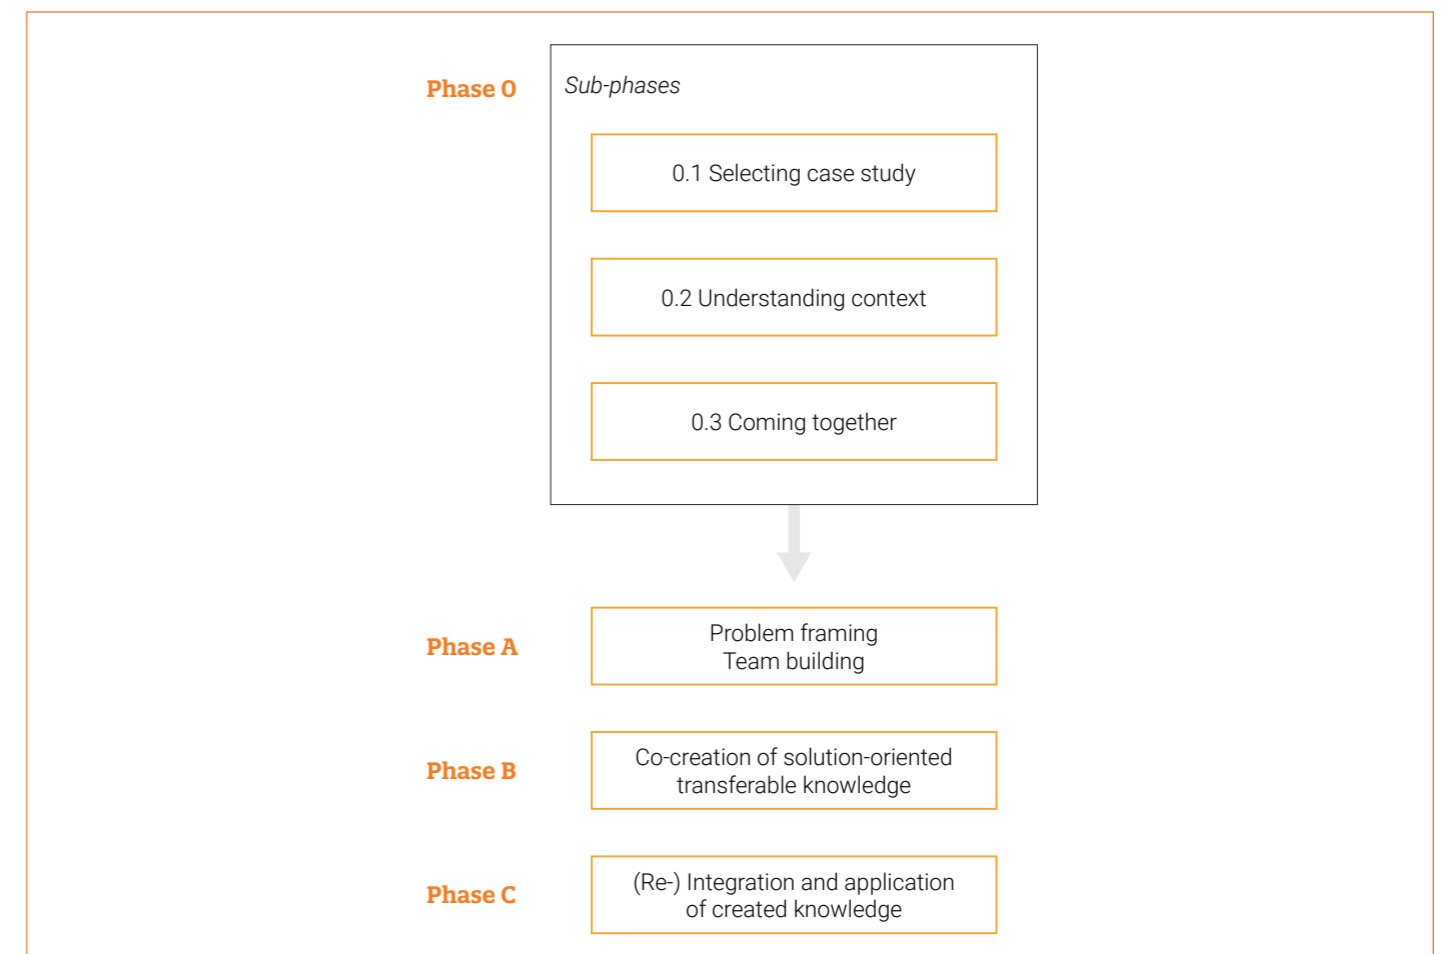 Phase 0
Sub-phases
0.1 Selecting case study
0.2 Understanding context
0.3 Coming together
Phase A
Problem framing
Team building
Phase B
Co-creation of solution-oriented
transferable knowledge
Phase C
(Re-) Integration and application
of created knowledge